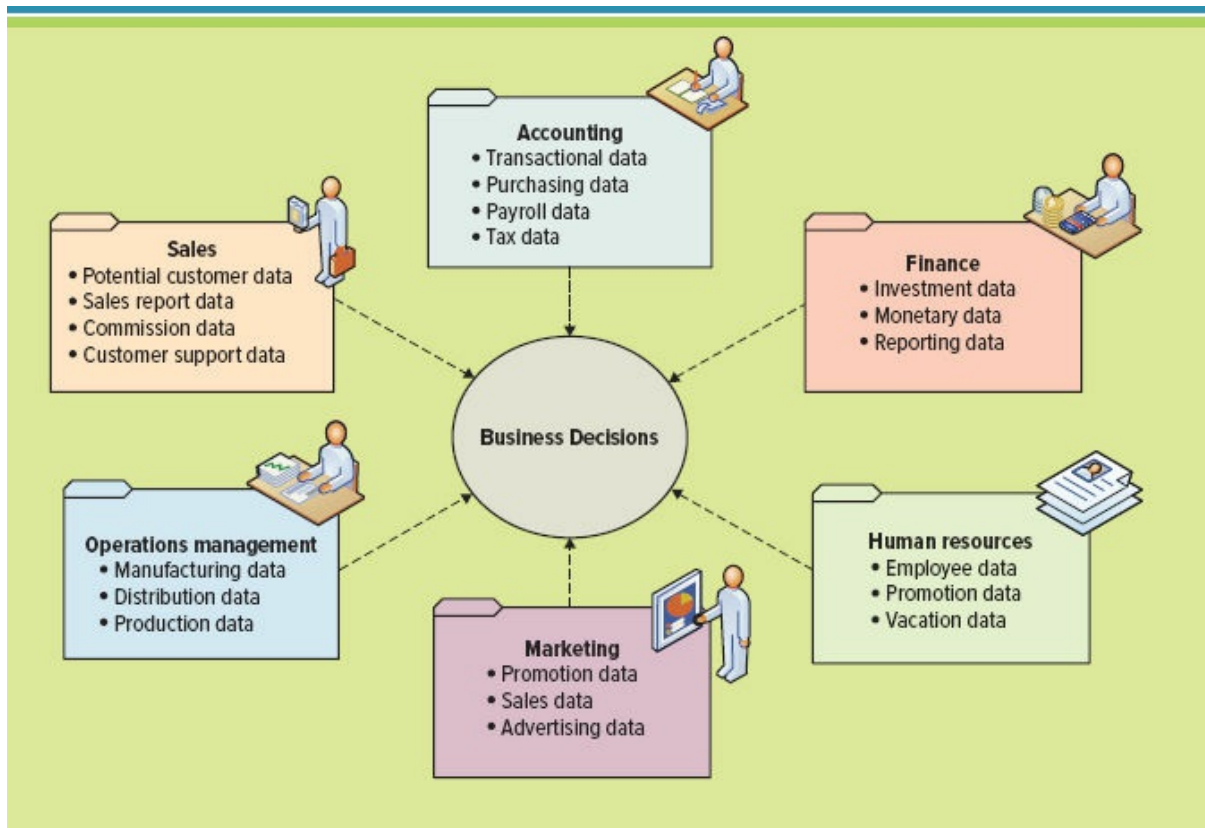 Accounting
• Transactional data
• Purchasing data
• Payroll data
• Tax data
Sales
• Potential customer data
• Sales report data
• Commission data
• Customer support data
Finance
• Investment data
• Monetary data
• Reporting data
Business Decisions
Operations management
• Manufacturing data
• Distribution data
• Production data
Marketing
• Promotion data
• Sales data
• Advertising data
Human resources
• Employee data
• Promotion data
• Vacation data